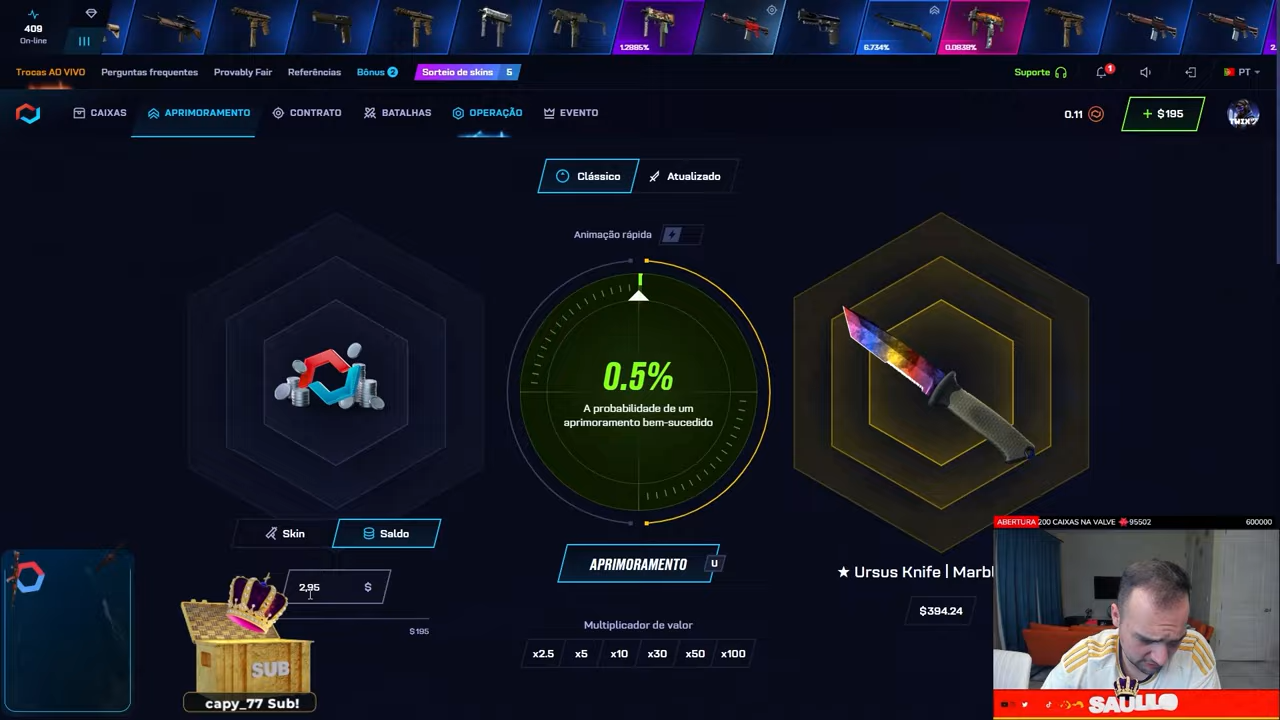 1.2885%
6.734%
0.0838%
2.
409
On-line
Trocas AO VIVO
Perguntas frequentes
Provably Fair
Referências
Bônus 2
Sorteio de skins 5
Suporte
1
PT
CAIXAS
APRIMORAMENTO
CONTRATO
BATALHAS
OPERAÇÃO
EVENTO
0.11
+ $195
Clássico
Atualizado
Animação rápida
0.5%
A probabilidade de um
aprimoramento bem-sucedido
Skin
Saldo
2,95 $
$195
APRIMORAMENTO U
Multiplicador de valor
x2.5 x5 x10 x30 x50 x100
★ Ursus Knife | Marbl
$394.24
ABERTURA 200 CAIXAS NA VALVE 95502 600000
SUB
capy_77 Sub!
SAULLO